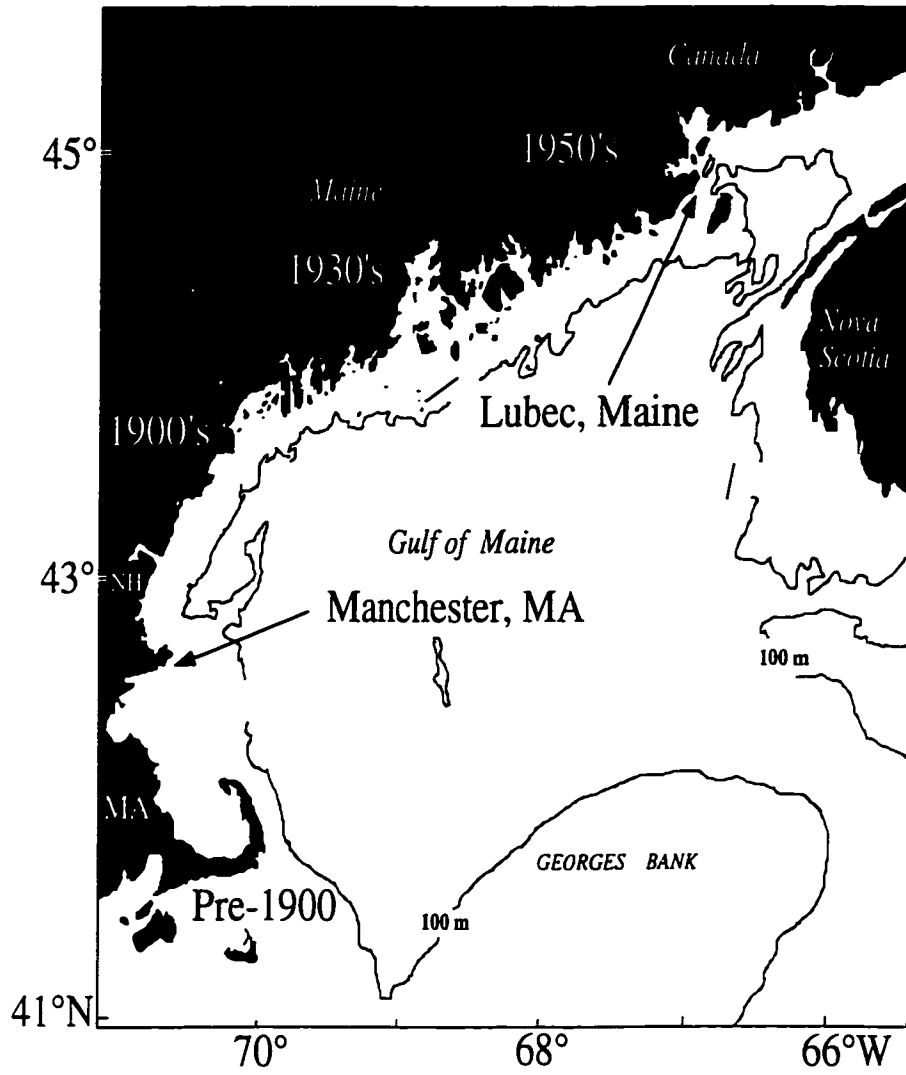 Canada
45°
1950's
Maine
1930's
Nova
Scotia
1900's
Lubec, Maine
Gulf of Maine
43°
NH
Manchester, MA
100 m
MA
GEORGES BANK
Pre-1900
100 m
41°N
70°
68°
66°W